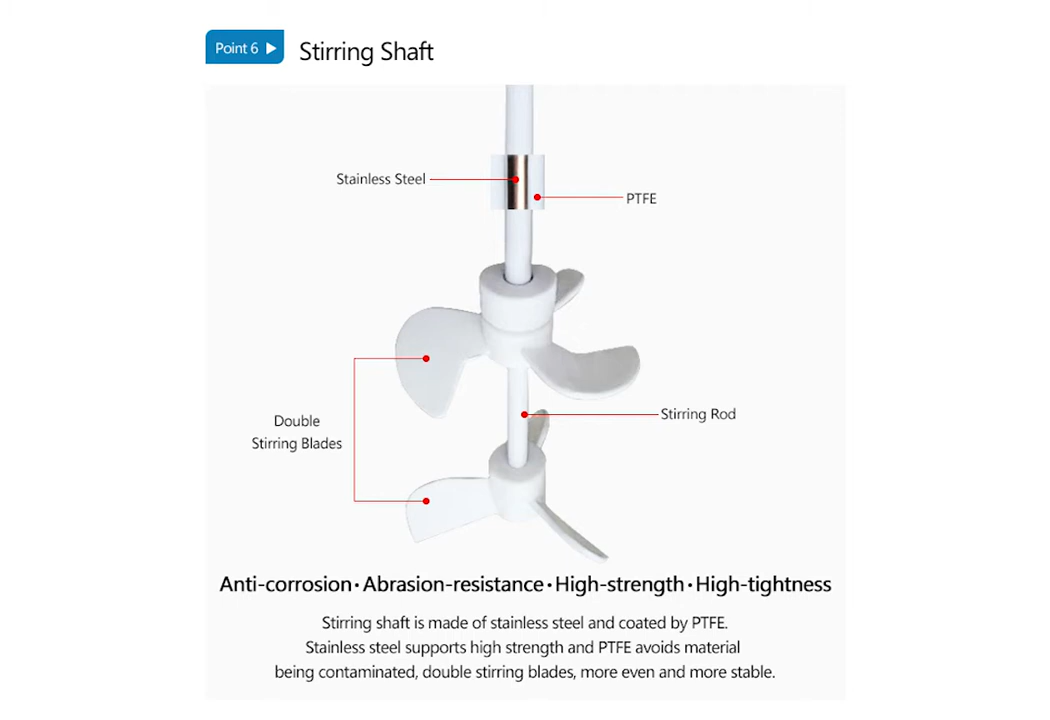 Point 6
Stirring Shaft
Stainless Steel
PTFE
Double
Stirring Blades
Stirring Rod
Anti-corrosion·Abrasion-resistance·High-strength·High-tightness
Stirring shaft is made of stainless steel and coated by PTFE.
Stainless steel supports high strength and PTFE avoids material
being contaminated, double stirring blades, more even and more stable.